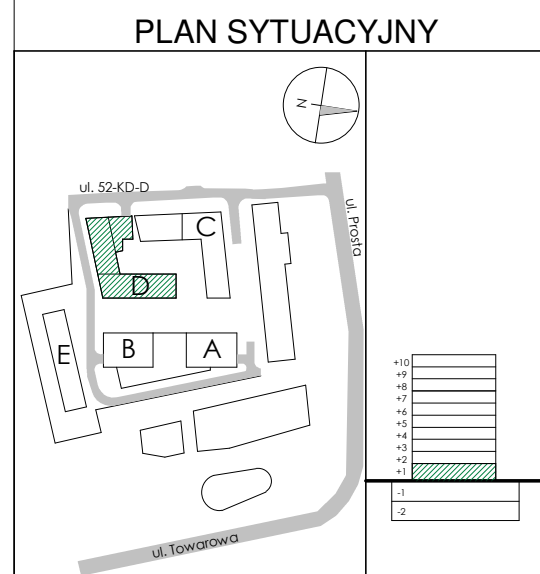 PLAN SYTUACYJNY
N
ul. 52-KD-D
ul. Prosta
C
D
B
A
E
+10
+9
+8
+7
+6
+5
+4
+3
+2
+1
-1
-2
ul. Towarowa